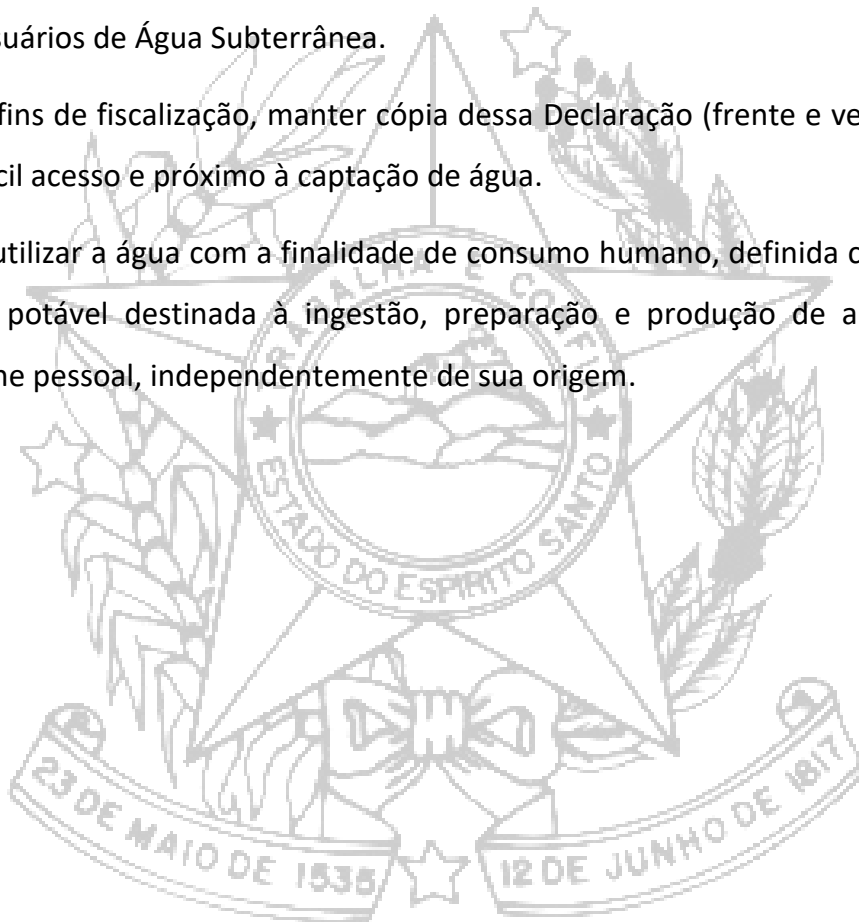 suários de Água Subterrânea.
fins de fiscalização, manter cópia dessa Declaração (frente e ve
cil acesso e próximo à captação de água.
utilizar a água com a finalidade de consumo humano, definida c
potável destinada à ingestão, preparação e produção de a
ne pessoal, independentemente de sua origem.
TRABALHA E CONFIA
ESTADO DO ESPIRITO SANTO
23 DE MAIO DE 1535
12 DE JUNHO DE 1817